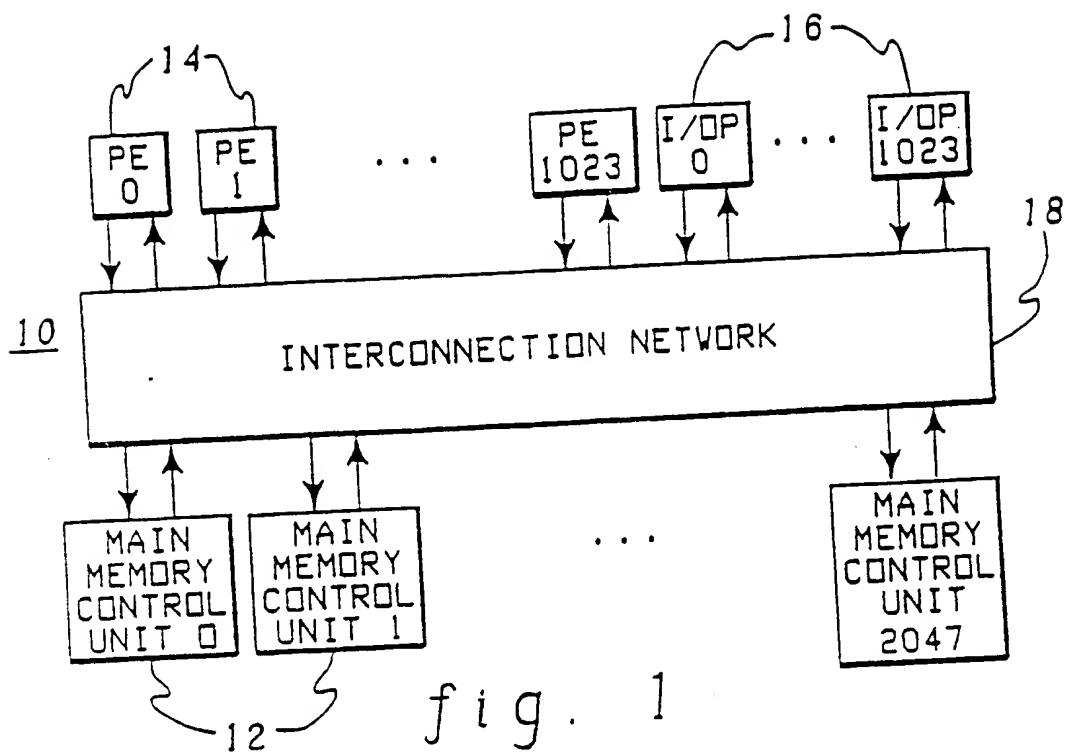 14
16
PE
0
PE
1
...
PE
1023
I/OP
0
...
I/OP
1023
18
10
INTERCONNECTION NETWORK
MAIN
MEMORY
CONTROL
UNIT 0
MAIN
MEMORY
CONTROL
UNIT 1
...
MAIN
MEMORY
CONTROL
UNIT
2047
12
fig. 1